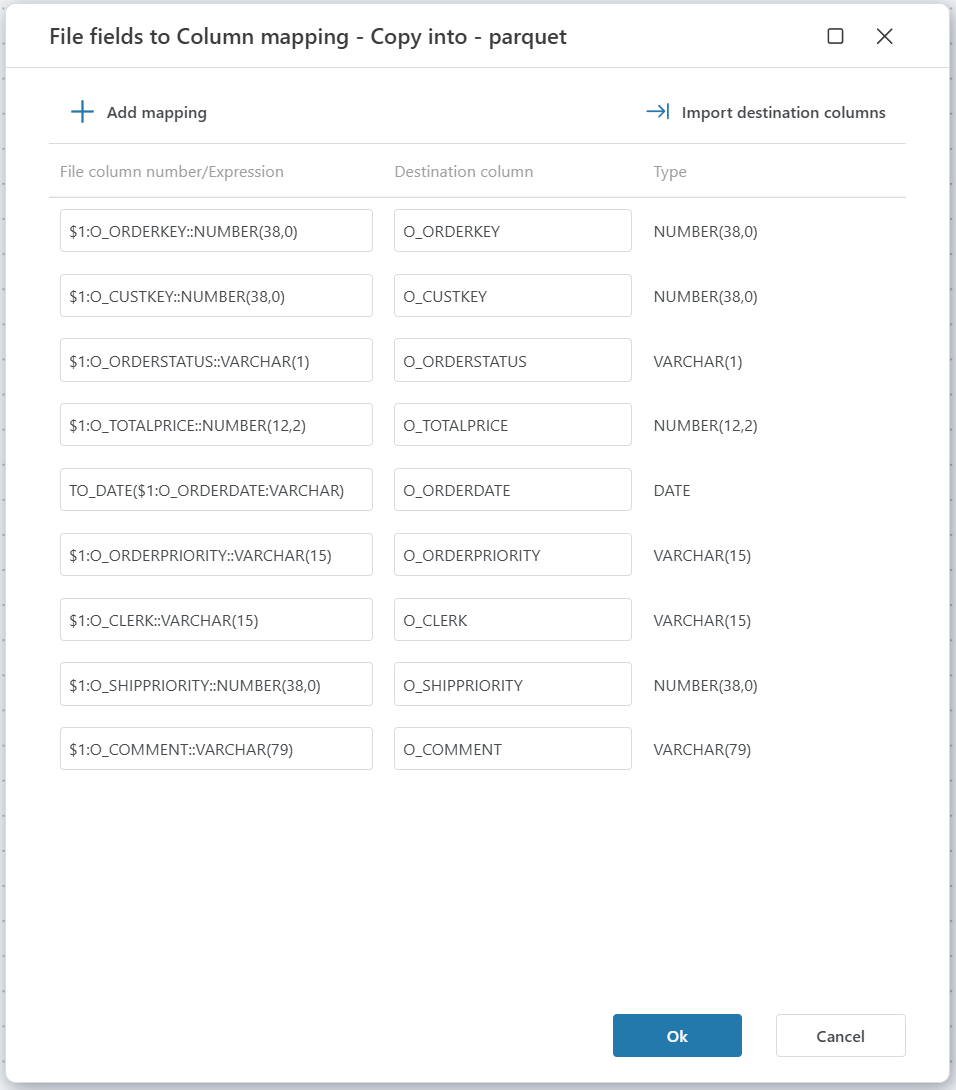 File fields to Column mapping - Copy into - parquet
Add mapping
Import destination columns
File column number/Expression Destination column Type
$1:O_ORDERKEY::NUMBER(38,0) O_ORDERKEY NUMBER(38,0)
$1:O_CUSTKEY::NUMBER(38,0) O_CUSTKEY NUMBER(38,0)
$1:O_ORDERSTATUS::VARCHAR(1) O_ORDERSTATUS VARCHAR(1)
$1:O_TOTALPRICE::NUMBER(12,2) O_TOTALPRICE NUMBER(12,2)
TO_DATE($1:O_ORDERDATE:VARCHAR) O_ORDERDATE DATE
$1:O_ORDERPRIORITY::VARCHAR(15) O_ORDERPRIORITY VARCHAR(15)
$1:O_CLERK::VARCHAR(15) O_CLERK VARCHAR(15)
$1:O_SHIPPRIORITY::NUMBER(38,0) O_SHIPPRIORITY NUMBER(38,0)
$1:O_COMMENT::VARCHAR(79) O_COMMENT VARCHAR(79)
Ok Cancel